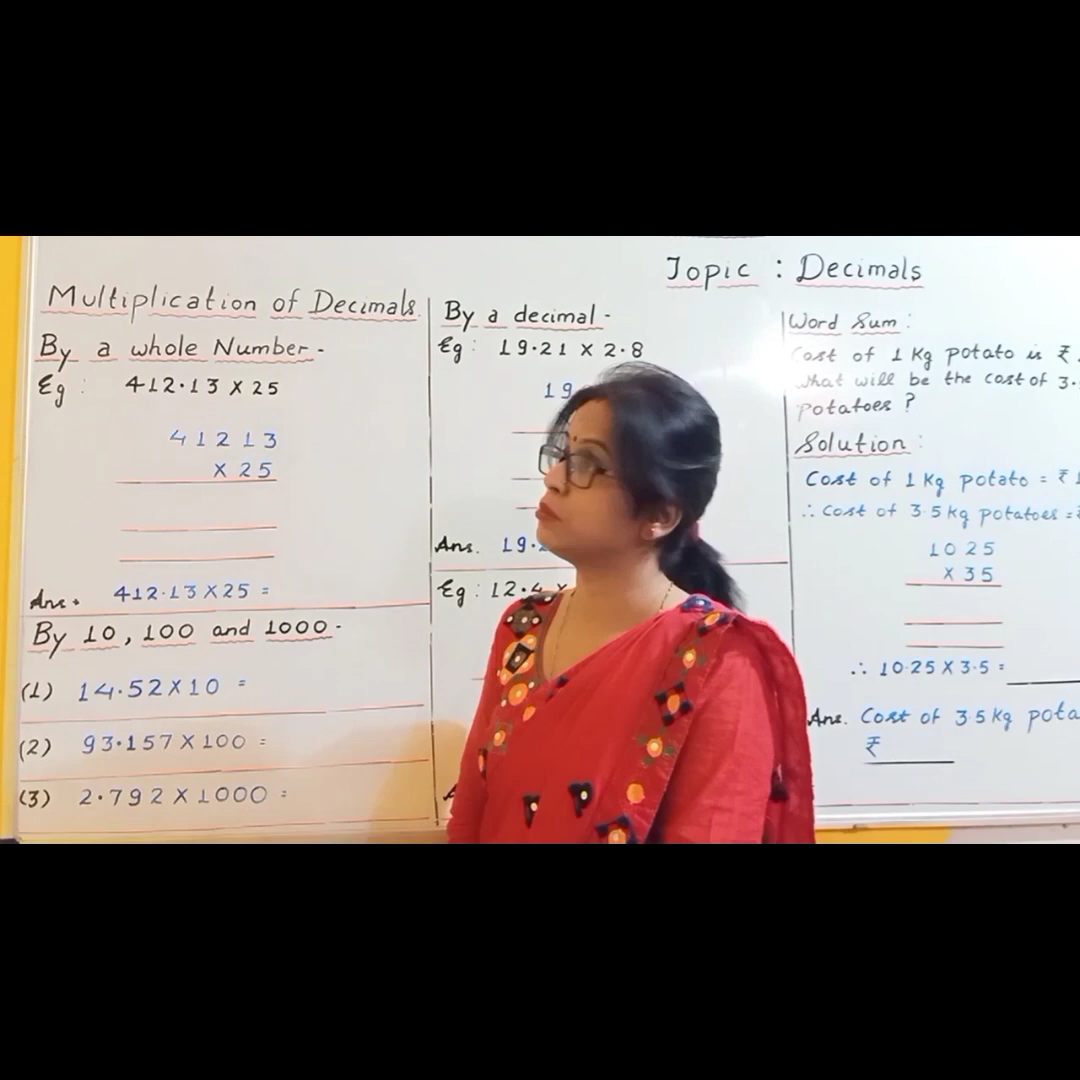 Topic : Decimals
Multiplication of Decimals.
By a whole Number -
Eg : 412.13 X 25
41213
X 25
Ans. 412.13 X 25 =
By 10, 100 and 1000 -
(1) 14.52 X 10 =
(2) 93.157 X 100 =
(3) 2.792 X 1000 =
By a decimal -
Eg : 19.21 X 2.8
19
Ans. 19.
Eg : 12.4 X
Word Sum :
Cost of 1 Kg potato is ₹
What will be the cost of 3.
potatoes ?
Solution :
Cost of 1 Kg potato = ₹ 1
∴ Cost of 3.5 kg potatoes = ₹
1025
X 35
∴ 10.25 X 3.5 =
Ans. Cost of 3.5 kg pota
₹